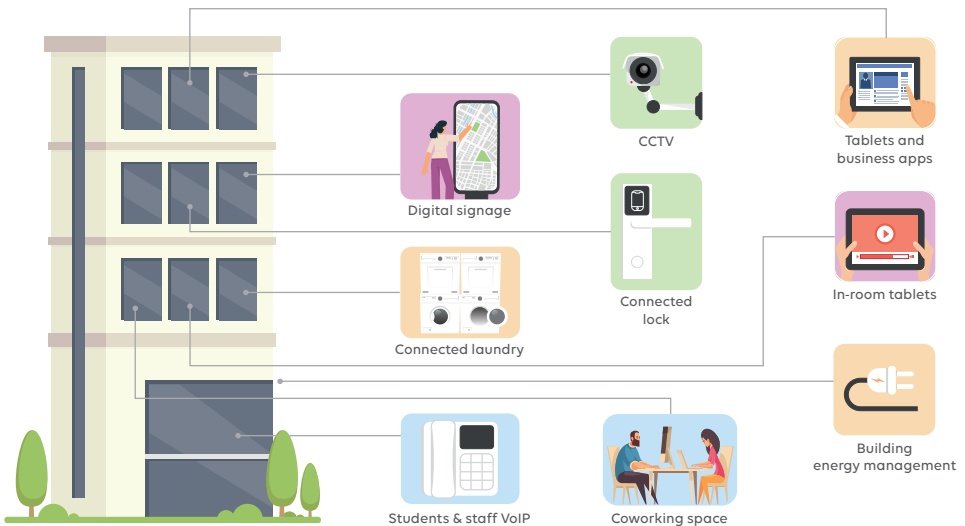 CCTV
Tablets and
business apps
Digital signage
Connected
lock
In-room tablets
Connected laundry
Building
energy management
Students & staff VoIP
Coworking space